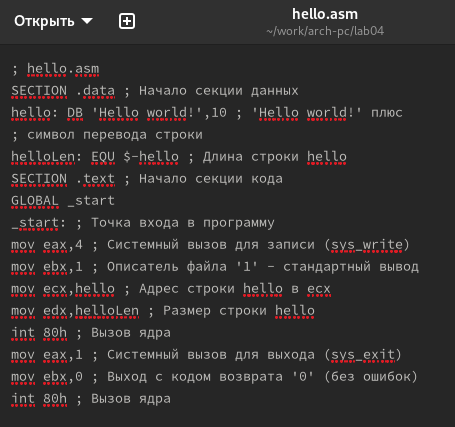 Открыть
hello.asm
~/work/arch-pc/lab04
; hello.asm
SECTION .data ; Начало секции данных
hello: DB 'Hello world!',10 ; 'Hello world!' плюс
; символ перевода строки
helloLen: EQU $-hello ; Длина строки hello
SECTION .text ; Начало секции кода
GLOBAL _start
_start: ; Точка входа в программу
mov eax,4 ; Системный вызов для записи (sys_write)
mov ebx,1 ; Описатель файла '1' - стандартный вывод
mov ecx,hello ; Адрес строки hello в ecx
mov edx,helloLen ; Размер строки hello
int 80h ; Вызов ядра
mov eax,1 ; Системный вызов для выхода (sys_exit)
mov ebx,0 ; Выход с кодом возврата '0' (без ошибок)
int 80h ; Вызов ядра